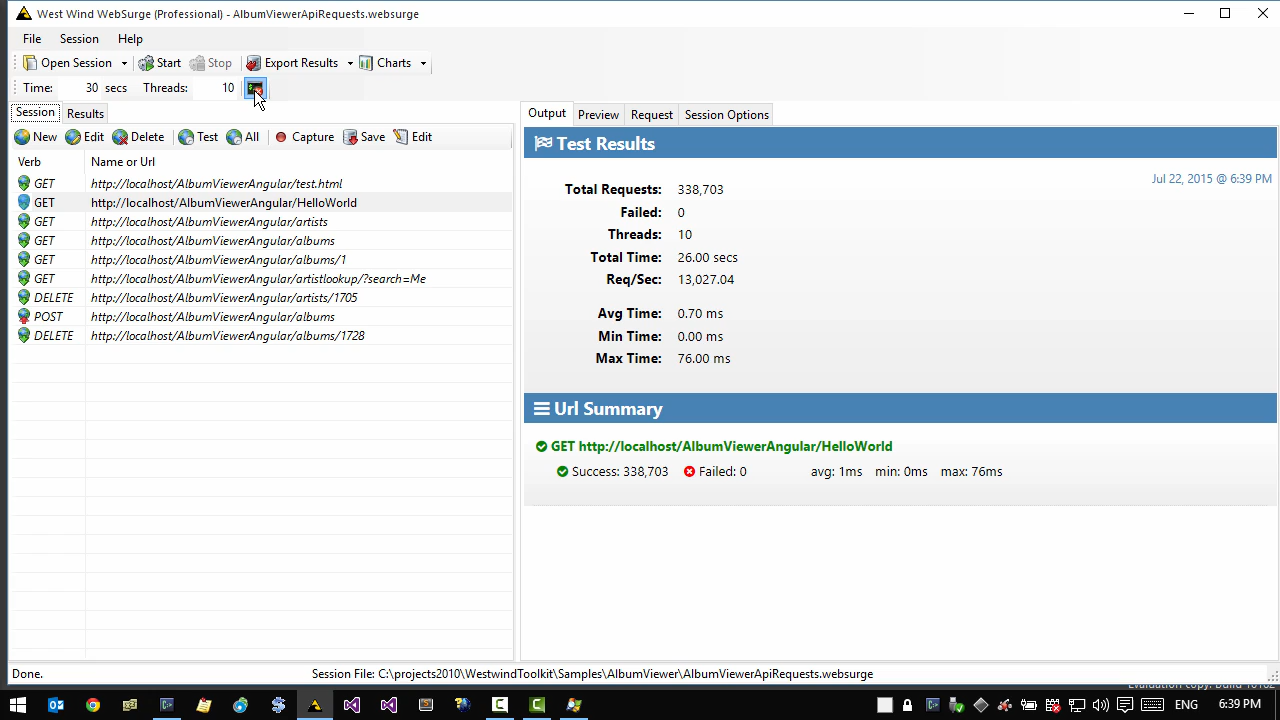 West Wind WebSurge (Professional) - AlbumViewerApiRequests.websurge
File Session Help
Open Session Start Stop Export Results Charts
Time: 30 secs Threads: 10
Session Results
New Edit Delete Test All Capture Save Edit
Verb Name or Url
GET http://localhost/AlbumViewerAngular/test.html
GET http://localhost/AlbumViewerAngular/HelloWorld
GET http://localhost/AlbumViewerAngular/artists
GET http://localhost/AlbumViewerAngular/albums
GET http://localhost/AlbumViewerAngular/albums/1
GET http://localhost/AlbumViewerAngular/artistlookup/?search=Me
DELETE http://localhost/AlbumViewerAngular/artists/1705
POST http://localhost/AlbumViewerAngular/albums
DELETE http://localhost/AlbumViewerAngular/albums/1728
Output Preview Request Session Options
Test Results
Jul 22, 2015 @ 6:39 PM
Total Requests: 338,703
Failed: 0
Threads: 10
Total Time: 26.00 secs
Req/Sec: 13,027.04
Avg Time: 0.70 ms
Min Time: 0.00 ms
Max Time: 76.00 ms
Url Summary
GET http://localhost/AlbumViewerAngular/HelloWorld
Success: 338,703 Failed: 0 avg: 1ms min: 0ms max: 76ms
Done. Session File: C:\projects2010\WestwindToolkit\Samples\AlbumViewer\AlbumViewerApiRequests.websurge
ENG 6:39 PM